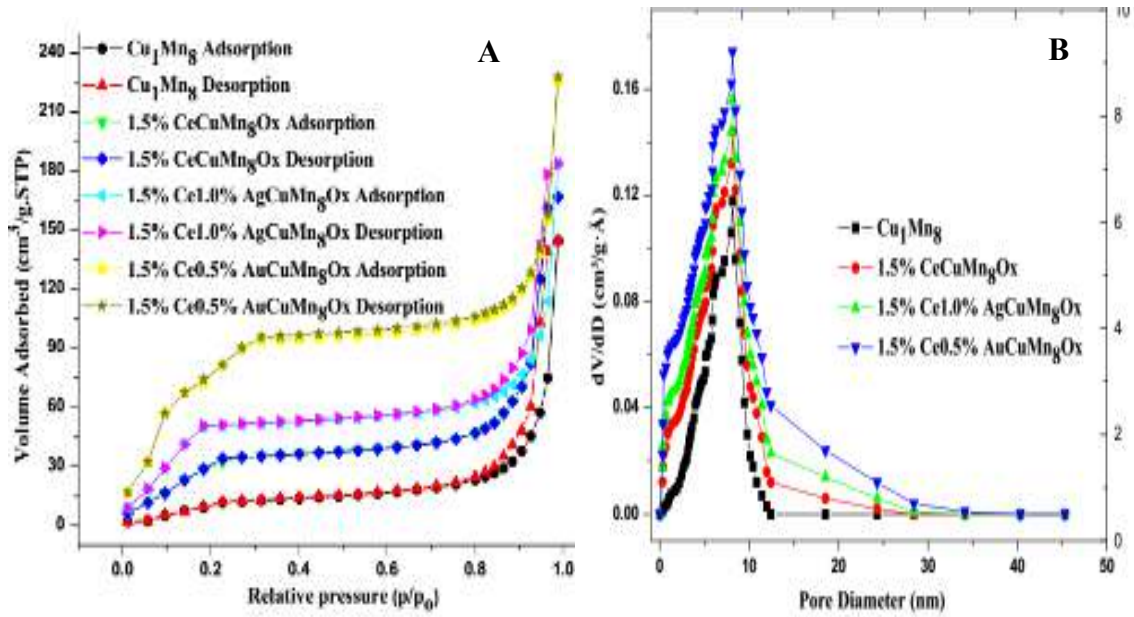 A
Cu1Mn8 Adsorption
Cu1Mn8 Desorption
1.5% CeCuMn8Ox Adsorption
1.5% CeCuMn8Ox Desorption
1.5% Ce1.0% AgCuMn8Ox Adsorption
1.5% Ce1.0% AgCuMn8Ox Desorption
1.5% Ce0.5% AuCuMn8Ox Adsorption
1.5% Ce0.5% AuCuMn8Ox Desorption
Volume Adsorbed (cm³/g.STP)
240
210
180
150
120
90
60
30
0
0.0 0.2 0.4 0.6 0.8 1.0
Relative pressure (p/p0)
B
Cu1Mn8
1.5% CeCuMn8Ox
1.5% Ce1.0% AgCuMn8Ox
1.5% Ce0.5% AuCuMn8Ox
dV/dD (cm³/g·Å)
0.16
0.12
0.08
0.04
0.00
10
8
6
4
2
0
0 10 20 30 40 50
Pore Diameter (nm)